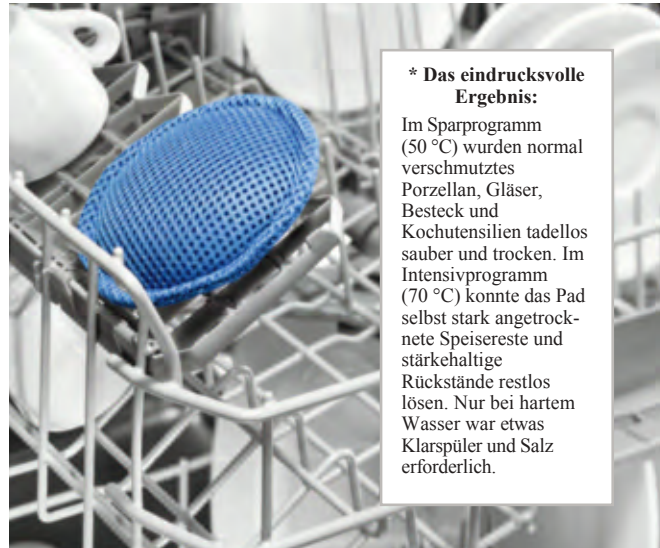 * Das eindrucksvolle
Ergebnis:
Im Sparprogramm
(50 °C) wurden normal
verschmutztes
Porzellan, Gläser,
Besteck und
Kochutensilien tadellos
sauber und trocken. Im
Intensivprogramm
(70 °C) konnte das Pad
selbst stark angetrock-
nete Speisereste und
stärkehaltige
Rückstände restlos
lösen. Nur bei hartem
Wasser war etwas
Klarspüler und Salz
erforderlich.